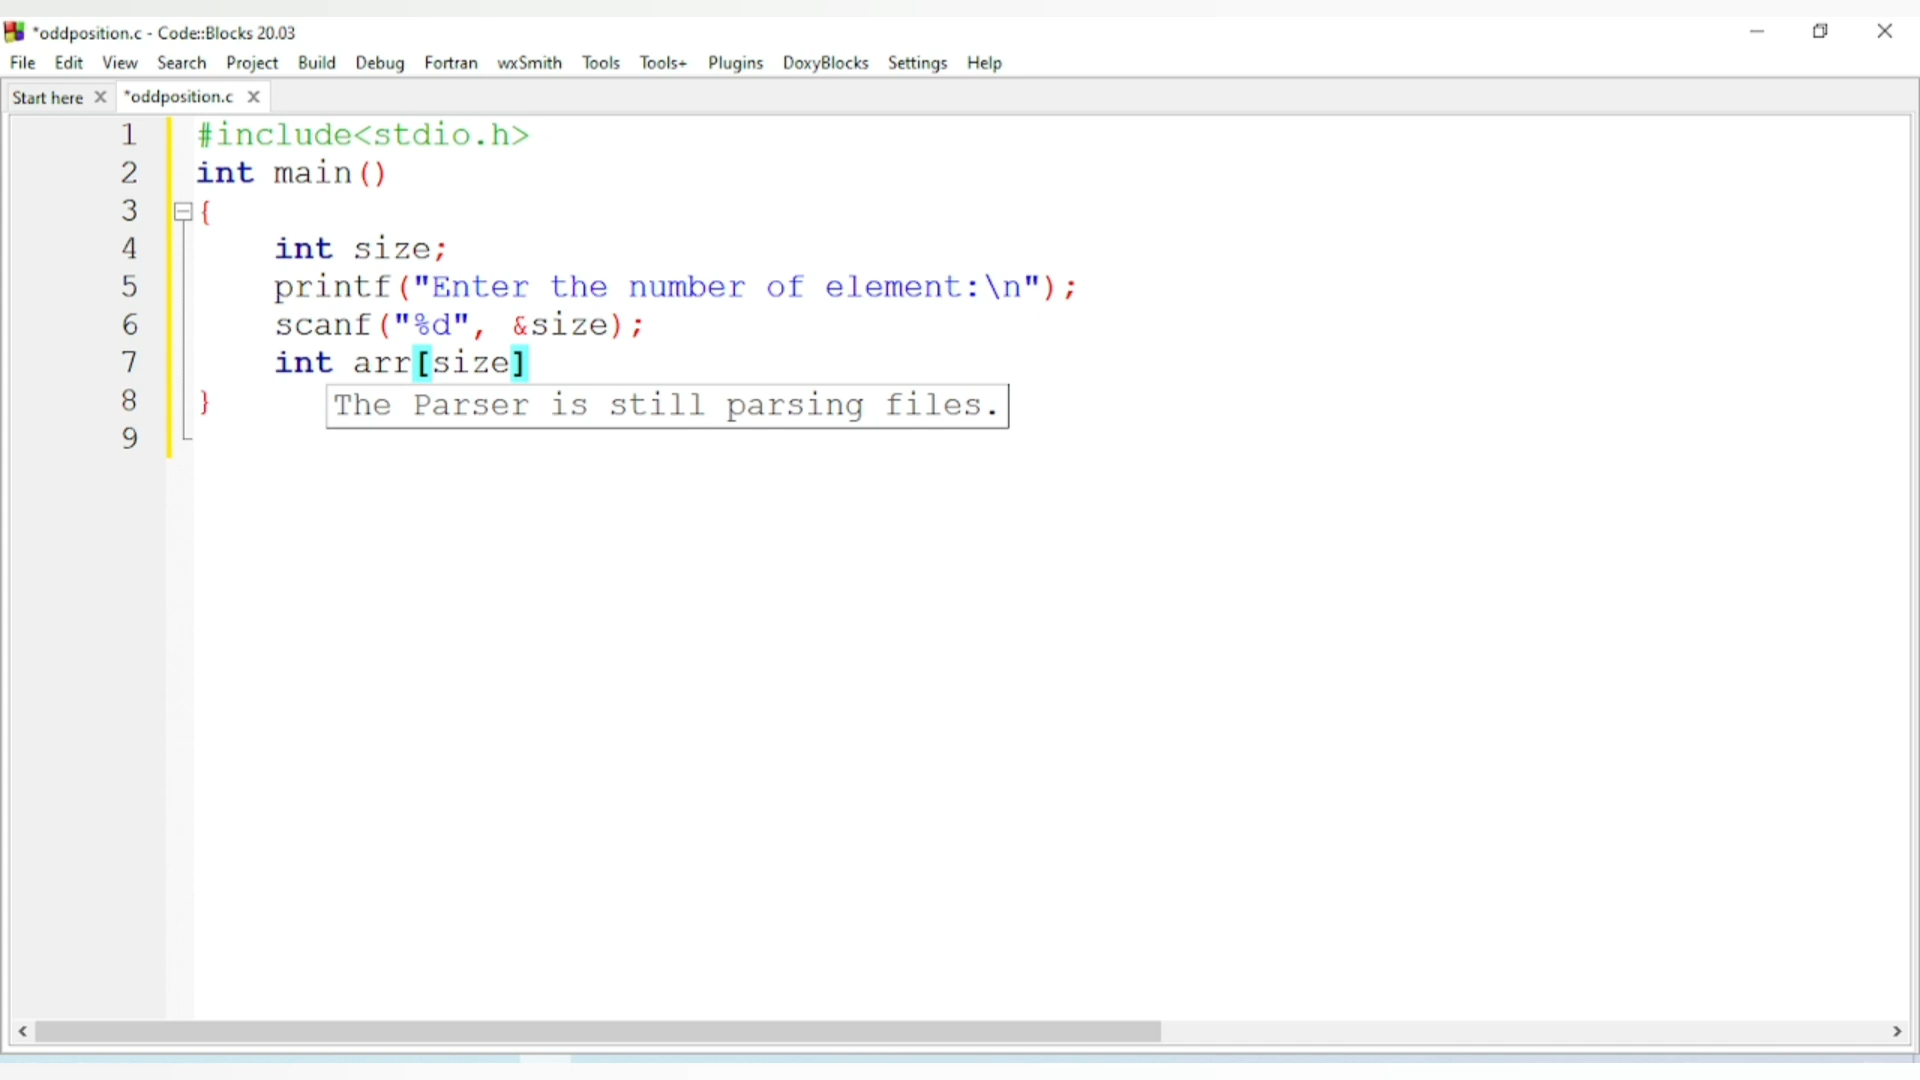 *oddposition.c - Code::Blocks 20.03
File Edit View Search Project Build Debug Fortran wxSmith Tools Tools+ Plugins DoxyBlocks Settings Help
Start here *oddposition.c
1 #include<stdio.h>
2 int main()
3 {
4 int size;
5 printf("Enter the number of element:\n");
6 scanf("%d", &size);
7 int arr[size]
8 }
The Parser is still parsing files.
9